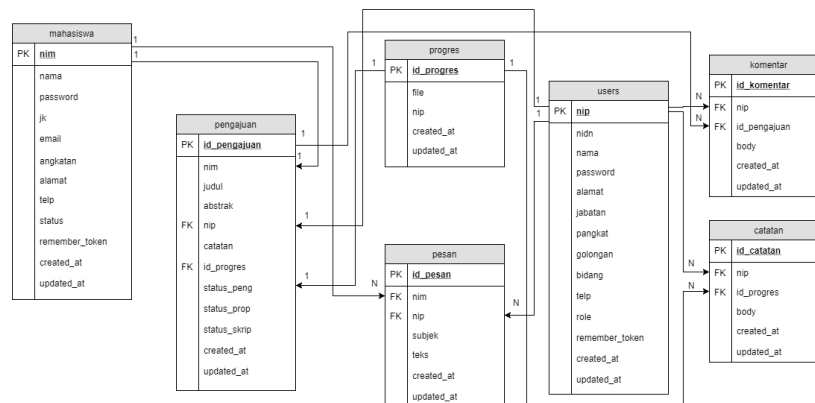 mahasiswa
PK nim
nama
password
jk
email
angkatan
alamat
telp
status
remember_token
created_at
updated_at
1
1
pengajuan
PK id_pengajuan
nim
judul
abstrak
FK nip
catatan
FK id_progres
status_peng
status_prop
status_skrip
created_at
updated_at
1
1
1
1
progres
PK id_progres
file
nip
created_at
updated_at
1
1
pesan
PK id_pesan
FK nim
FK nip
subjek
teks
created_at
updated_at
N
N
users
PK nip
nidn
nama
password
alamat
jabatan
pangkat
golongan
bidang
telp
role
remember_token
created_at
updated_at
1
1
komentar
PK id_komentar
FK nip
FK id_pengajuan
body
created_at
updated_at
N
N
catatan
PK id_catatan
FK nip
FK id_progres
body
created_at
updated_at
N
N